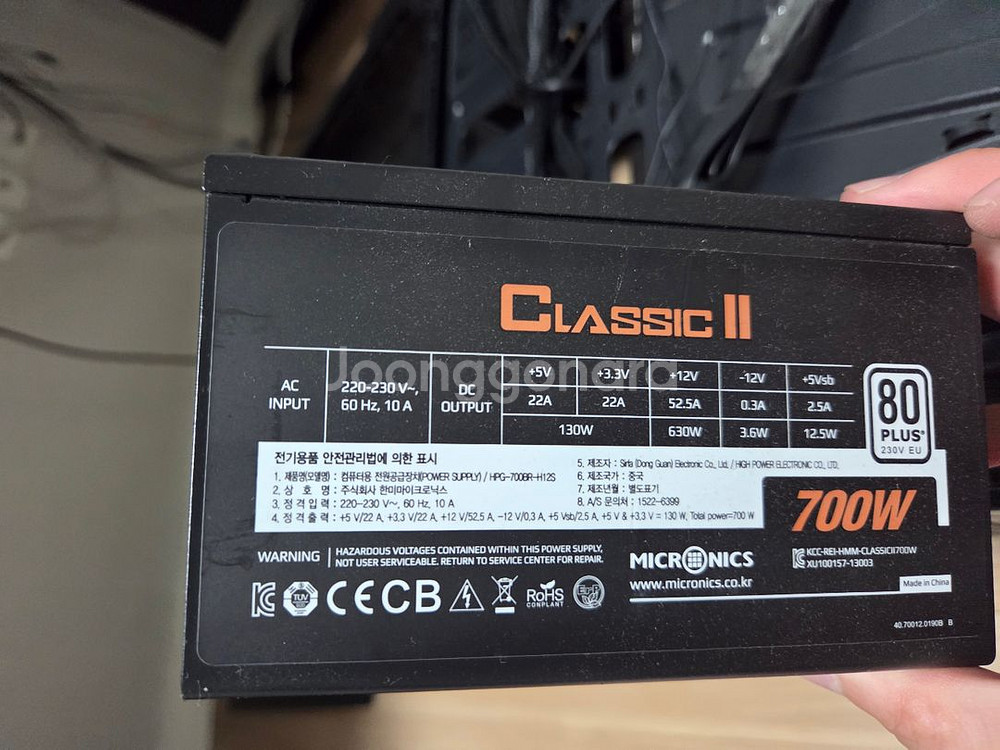 CLASSIC II
Joonggonara
AC INPUT
220-230 V~, 60 Hz, 10 A
DC OUTPUT
+5V +3.3V +12V -12V +5Vsb
22A 22A 52.5A 0.3A 2.5A
130W 630W 3.6W 12.5W
80 PLUS
230V EU
전기용품 안전관리법에 의한 표시
1. 제품명(모델명) : 컴퓨터용 전원공급장치(POWER SUPPLY) / HPG-700BR-H12S
2. 상 호 명 : 주식회사 한미마이크로닉스
3. 정 격 입 력 : 220-230 V~, 60 Hz, 10 A
4. 정 격 출 력 : +5 V/22 A, +3.3 V/22 A, +12 V/52.5 A, -12 V/0.3 A, +5 Vsb/2.5 A, +5 V & +3.3 V = 130 W, Total power=700 W
5. 제조자 : Sirfa (Dong Guan) Electronic Co., Ltd. / HIGH POWER ELECTRONIC CO., LTD.
6. 제조국가 : 중국
7. 제조년월 : 별도표기
8. A/S 문의처 : 1522-6399
700W
WARNING
HAZARDOUS VOLTAGES CONTAINED WITHIN THIS POWER SUPPLY,
NOT USER SERVICEABLE. RETURN TO SERVICE CENTER FOR REPAIR.
MICRONICS
www.micronics.co.kr
KCC-REI-HMM-CLASSICII700W
XU100157-13003
Made in China
TUV
CE CB
RoHS
COMPLIANT
40.70012.0190B B